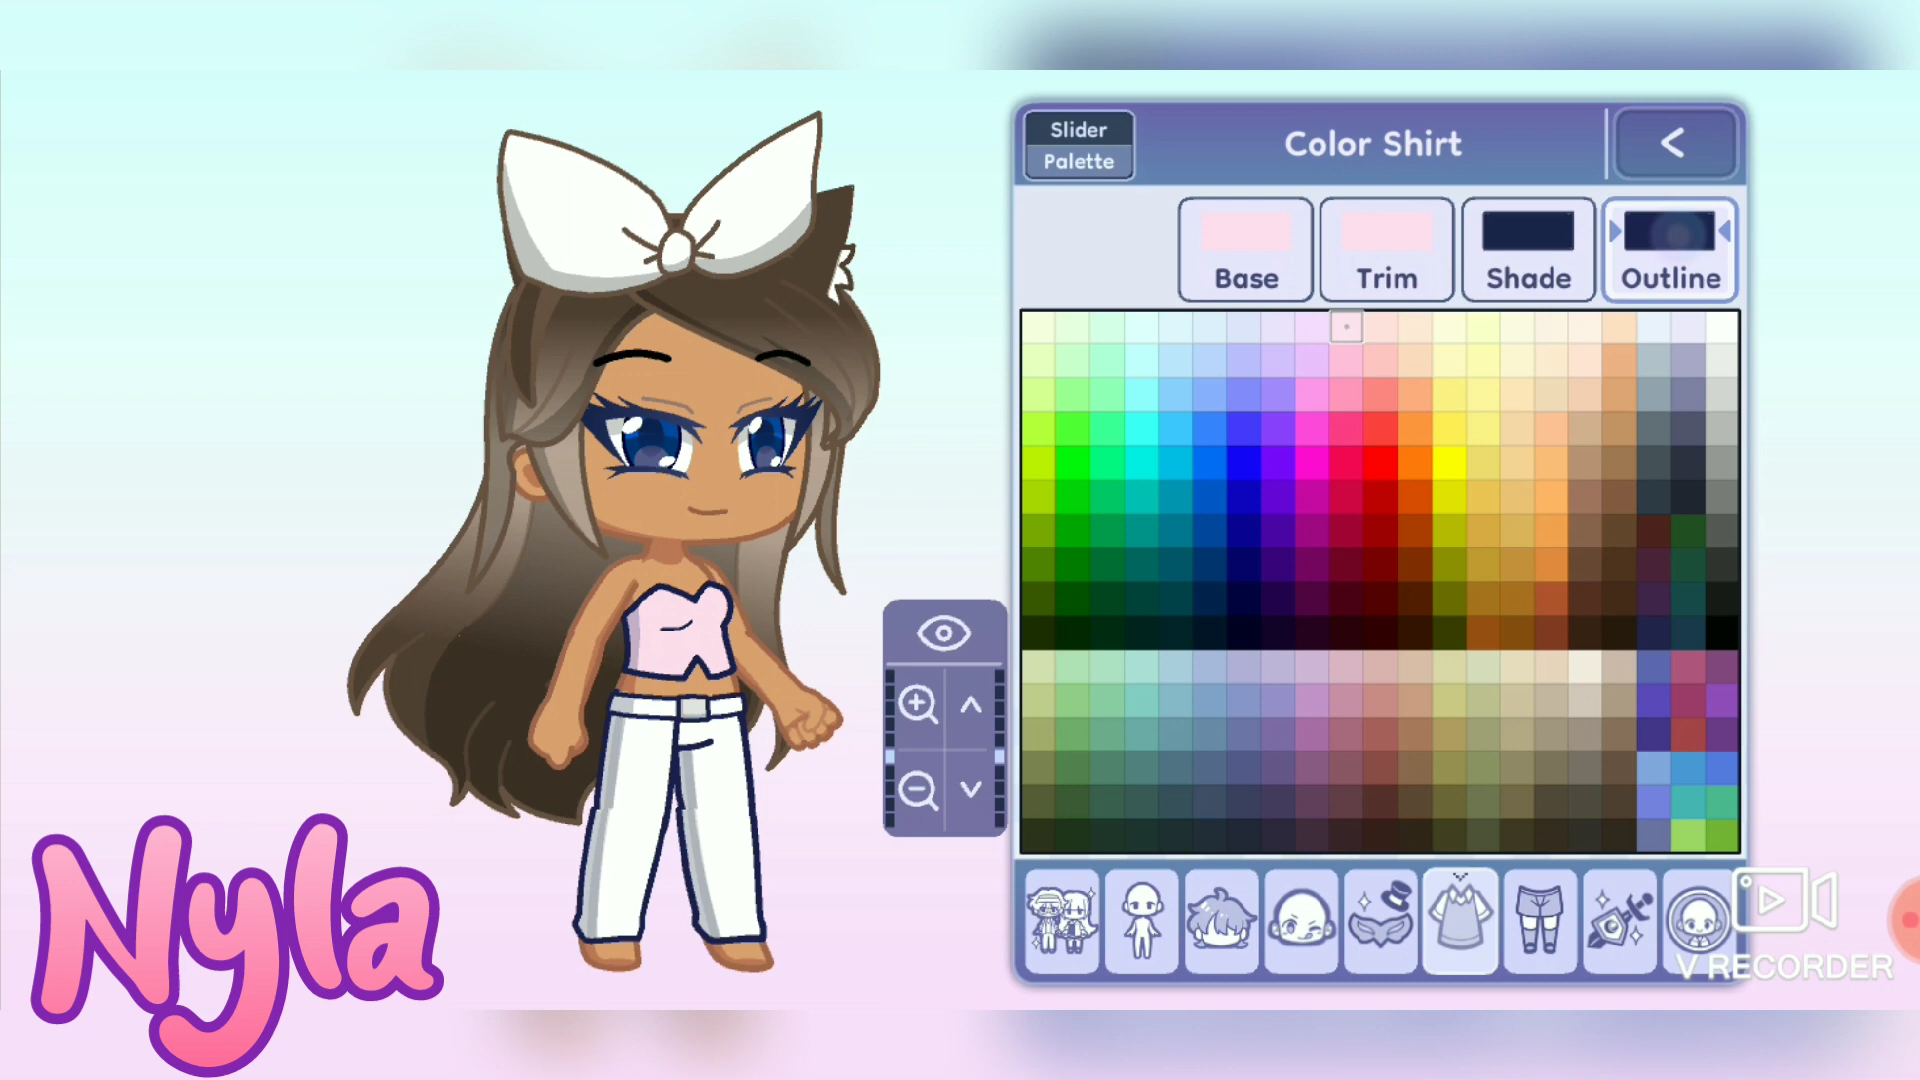 Slider
Palette
Color Shirt
Base
Trim
Shade
Outline
Nyla
V RECORDER